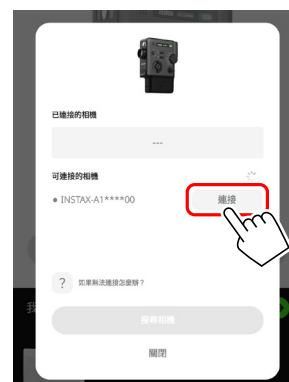 已連接的相機
---
可連接的相機
• INSTAX-A1****00
連接
? 如果無法連接怎麼辦？
搜尋相機
關閉
我